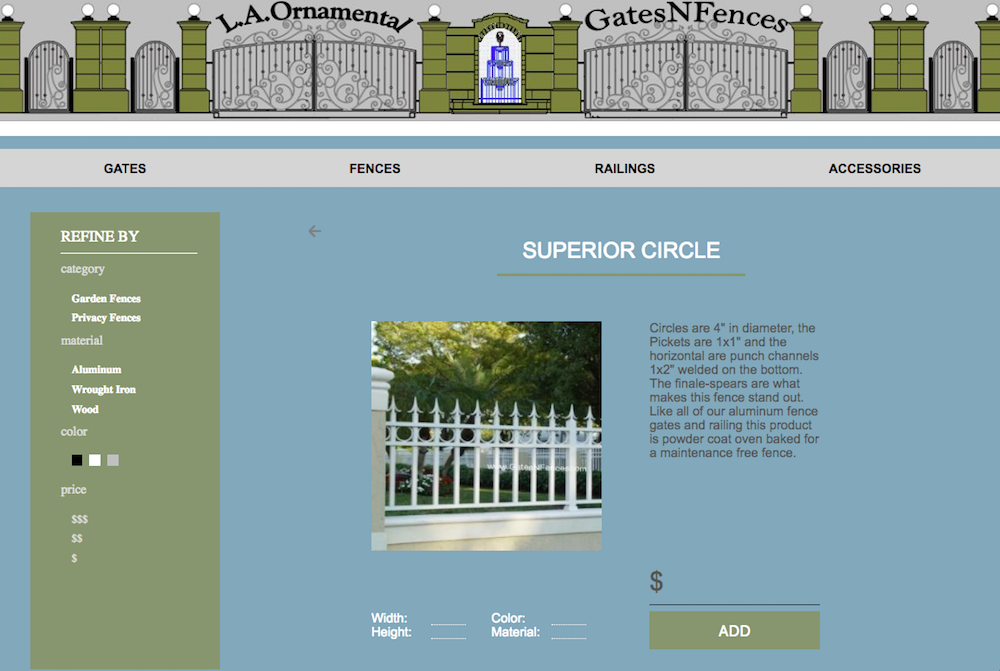 L.A.Ornamental
GatesNFences
GATES
FENCES
RAILINGS
ACCESSORIES
REFINE BY
category
Garden Fences
Privacy Fences
material
Aluminum
Wrought Iron
Wood
color
price
$$$
$$
$
SUPERIOR CIRCLE
www.GatesNFences.com
Circles are 4" in diameter, the
Pickets are 1x1" and the
horizontal are punch channels
1x2" welded on the bottom.
The finale-spears are what
makes this fence stand out.
Like all of our aluminum fence
gates and railing this product
is powder coat oven baked for
a maintenance free fence.
Width:
Height:
Color:
Material:
$
ADD